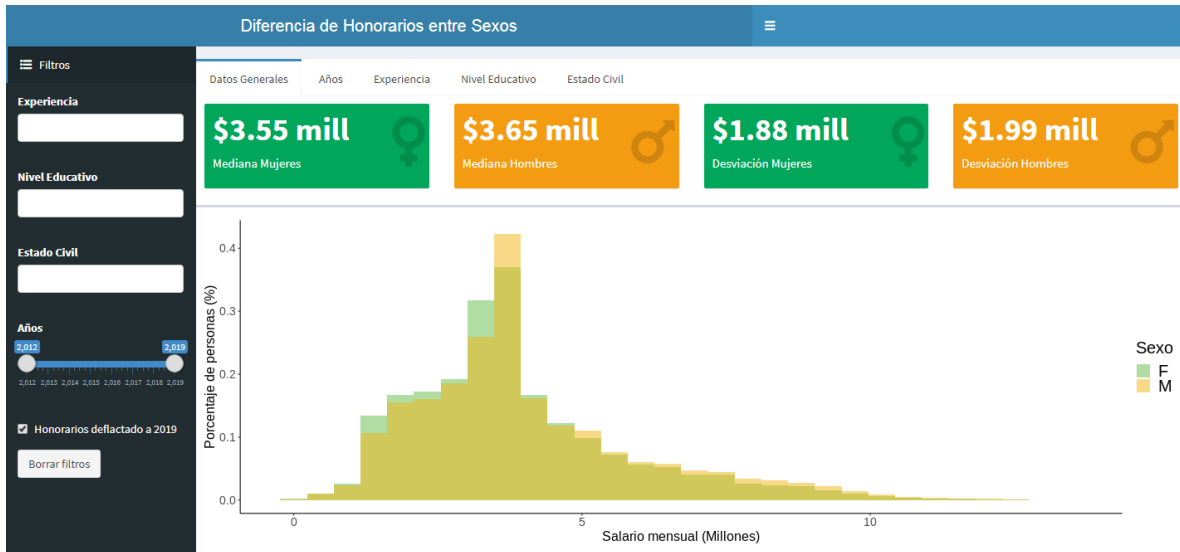 Diferencia de Honorarios entre Sexos
Filtros
Experiencia
Nivel Educativo
Estado Civil
Años
2,012 2,019
2,012 2,013 2,014 2,015 2,016 2,017 2,018 2,019
Honorarios deflactado a 2019
Borrar filtros
Datos Generales Años Experiencia Nivel Educativo Estado Civil
$3.55 mill
Mediana Mujeres
$3.65 mill
Mediana Hombres
$1.88 mill
Desviación Mujeres
$1.99 mill
Desviación Hombres
Porcentaje de personas (%)
0.4
0.3
0.2
0.1
0.0
0 5 10
Salario mensual (Millones)
Sexo
F
M